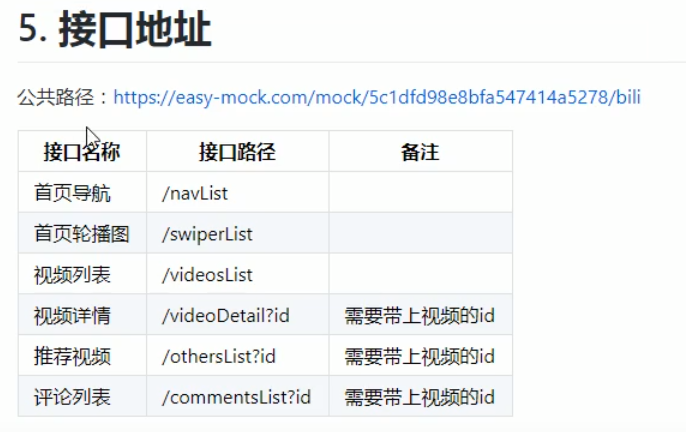 5. 接口地址
公共路径：https://easy-mock.com/mock/5c1dfd98e8bfa547414a5278/bili
接口名称 接口路径 备注
首页导航 /navList
首页轮播图 /swiperList
视频列表 /videosList
视频详情 /videoDetail?id 需要带上视频的id
推荐视频 /othersList?id 需要带上视频的id
评论列表 /commentsList?id 需要带上视频的id